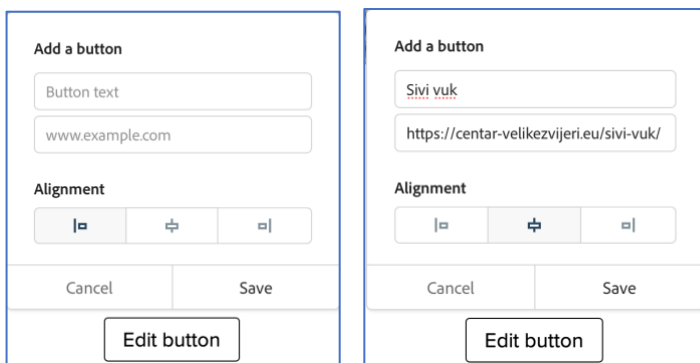 Add a button
Button text
www.example.com
Alignment
Cancel Save
Edit button
Add a button
Sivi vuk
https://centar-velikezvijeri.eu/sivi-vuk/
Alignment
Cancel Save
Edit button